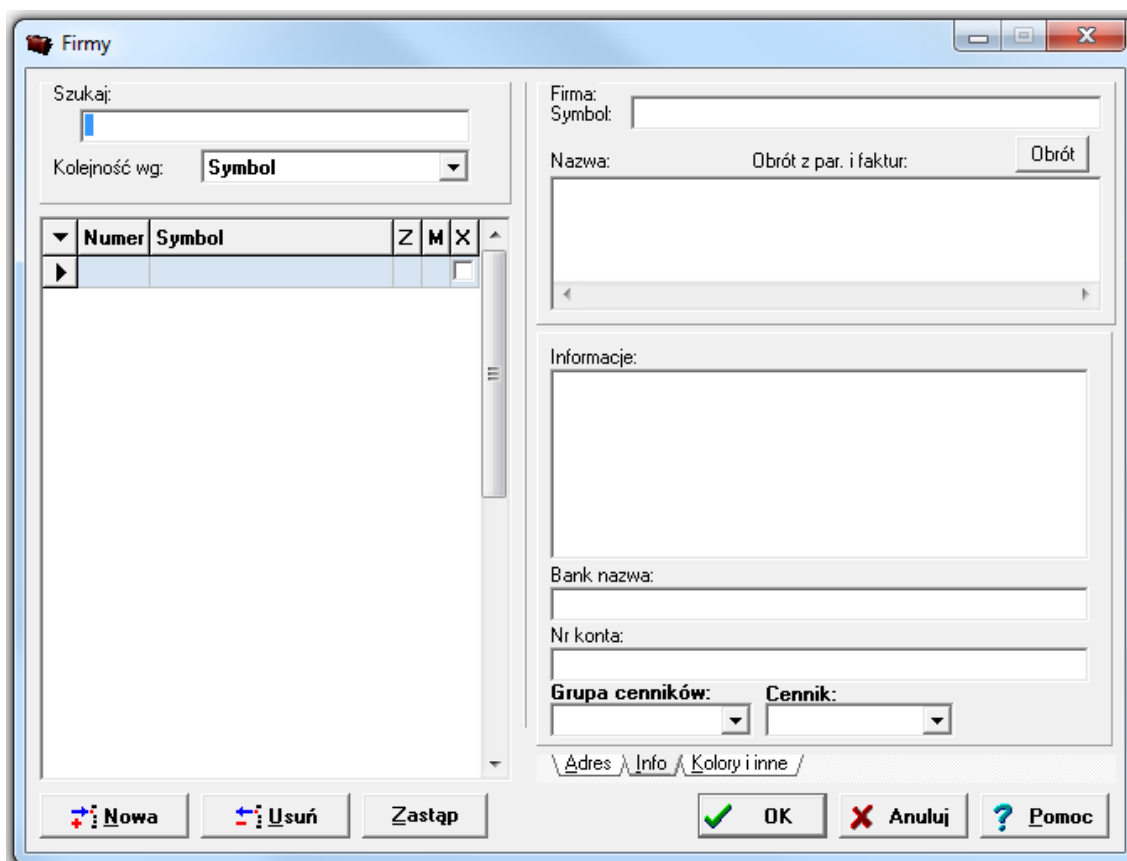 Firmy
Szukaj:
Kolejność wg: Symbol
Numer Symbol Z M X
Firma:
Symbol:
Nazwa: Obrót z par. i faktur: Obrót
Informacje:
Bank nazwa:
Nr konta:
Grupa cenników: Cennik:
Adres Info Kolory i inne
Nowa Usuń Zastąp OK Anuluj Pomoc